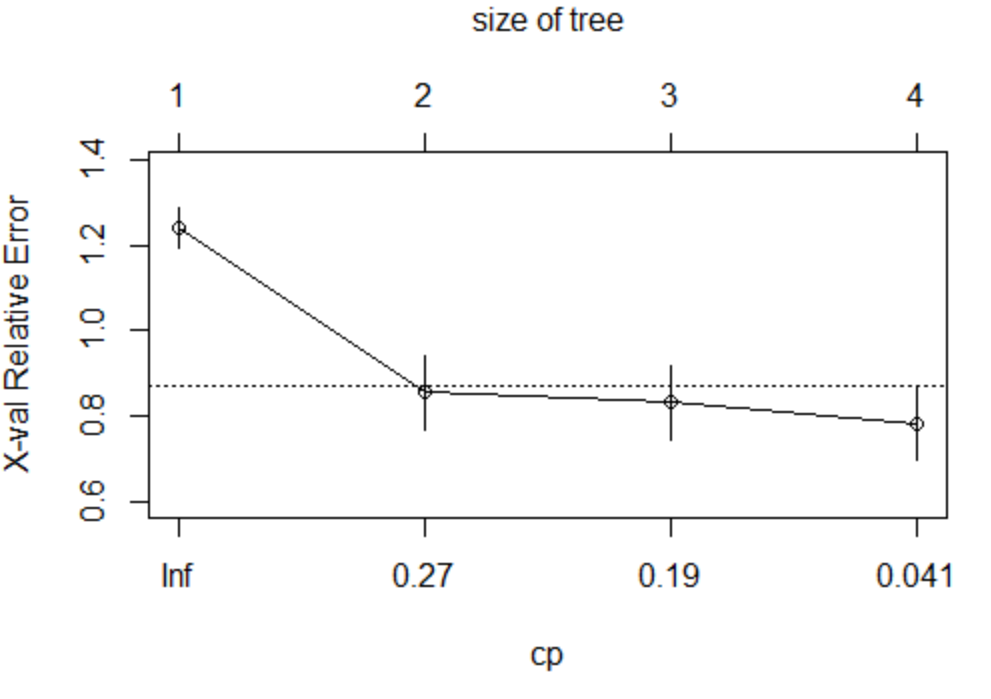 size of tree
1 2 3 4
1.4
1.2
1.0
0.8
0.6
X-val Relative Error
Inf 0.27 0.19 0.041
cp